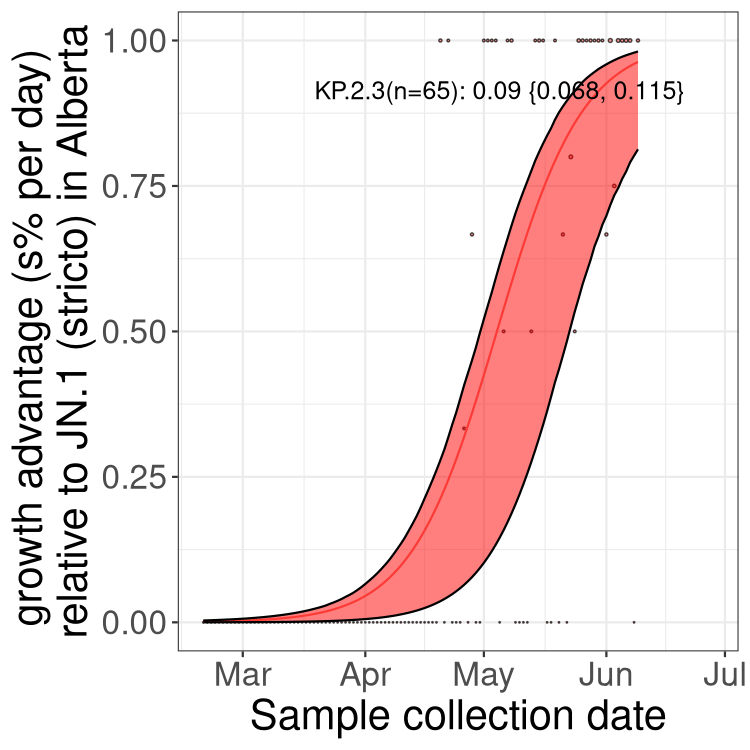 growth advantage (s% per day)
relative to JN.1 (stricto) in Alberta
1.00
0.75
0.50
0.25
0.00
KP.2.3(n=65): 0.09 {0.068, 0.115}
Mar Apr May Jun Jul
Sample collection date